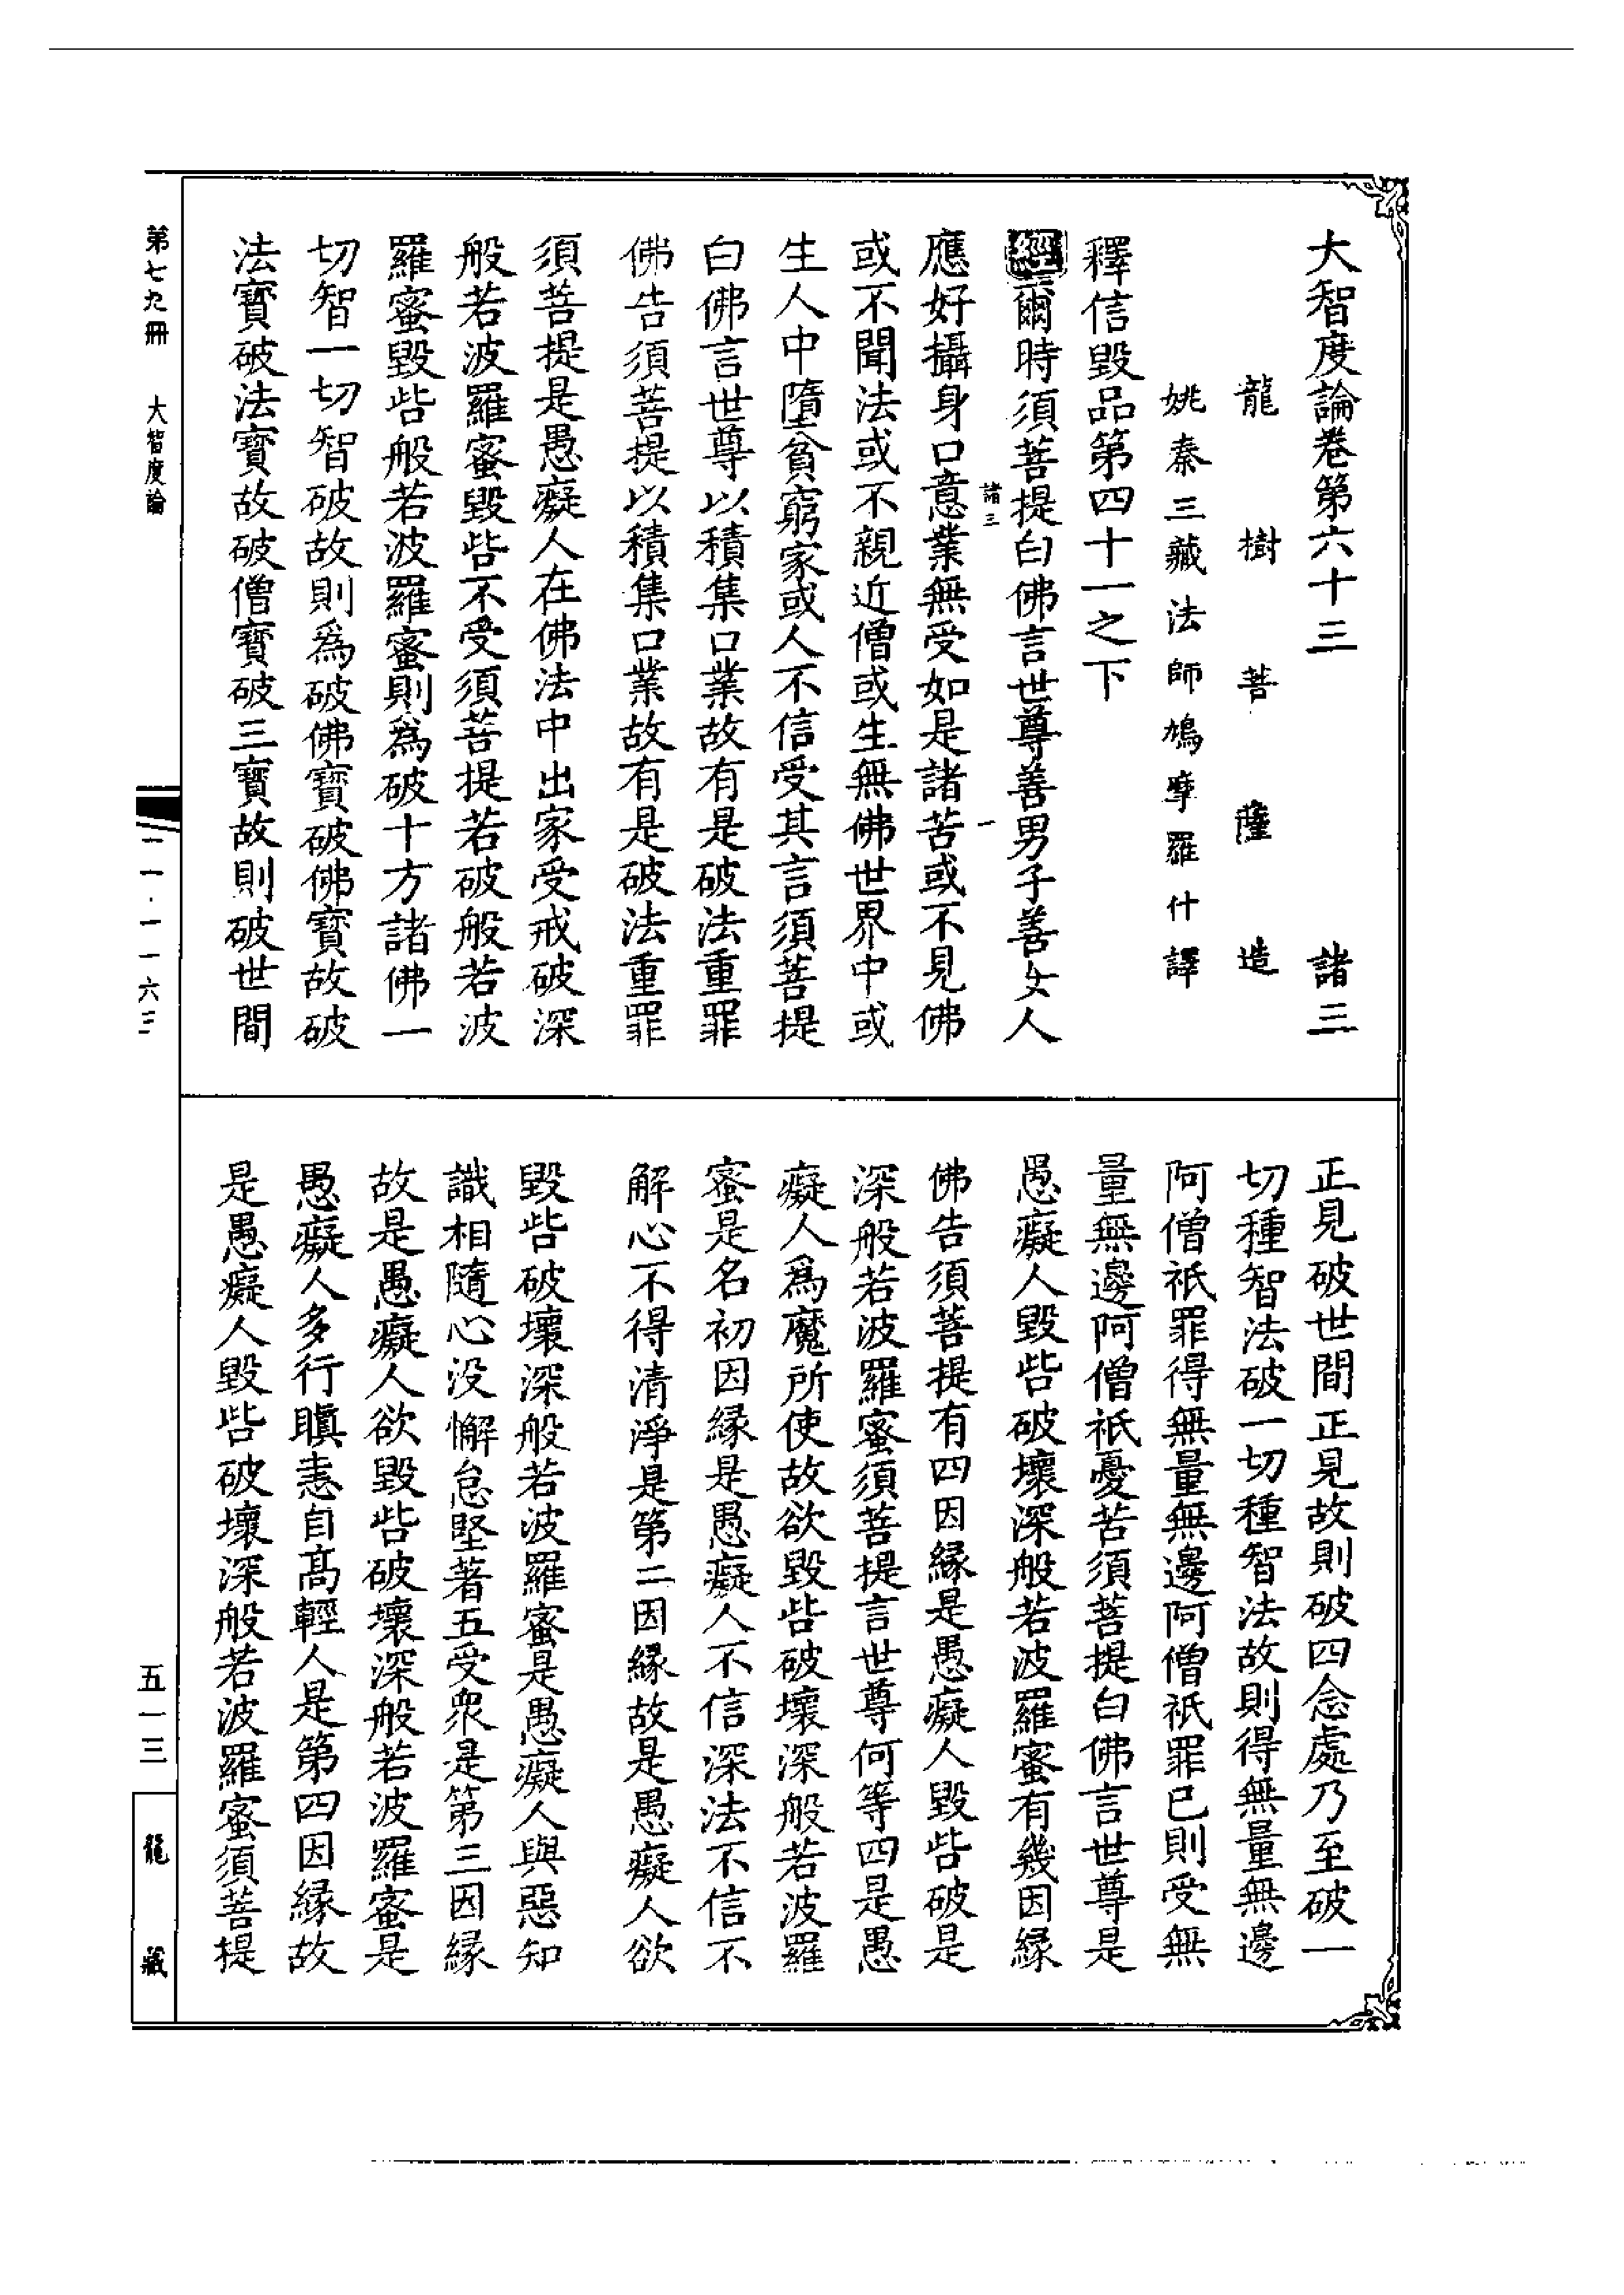 大智度論卷第六十三　諸三
龍樹菩薩造
姚秦三藏法師鳩摩羅什譯
釋信毀品第四十一之下
經爾時須菩提白佛言世尊善男子善女人
諸三　一
應好攝身口意業無受如是諸苦或不見佛
或不聞法或不親近僧或生無佛世界中或
生人中墮貧窮家或人不信受其言須菩提
白佛言世尊以積集口業故有是破法重罪
佛告須菩提以積集口業故有是破法重罪
須菩提是愚癡人在佛法中出家受戒破深
般若波羅蜜毀呰不受須菩提若破般若波
羅蜜毀呰般若波羅蜜則爲破十方諸佛一
切智一切智破故則爲破佛寶破佛寶故破
法寶破法寶故破僧寶破三寶故則破世間
正見破世間正見故則破四念處乃至破一
切種智法破一切種智法故則得無量無邊
阿僧祇罪得無量無邊阿僧祇罪已則受無
量無邊阿僧祇憂苦須菩提白佛言世尊是
愚癡人毀呰破壞深般若波羅蜜有幾因緣
佛告須菩提有四因緣是愚癡人毀呰破是
深般若波羅蜜須菩提言世尊何等四是愚
癡人爲魔所使故欲毀呰破壞深般若波羅
蜜是名初因緣是愚癡人不信深法不信不
解心不得清淨是第二因緣故是愚癡人欲
毀呰破壞深般若波羅蜜是愚癡人與惡知
識相隨心没懈怠堅著五受衆是第三因緣
故是愚癡人欲毀呰破壞深般若波羅蜜是
愚癡人多行瞋恚自高輕人是第四因緣故
是愚癡人毀呰破壞深般若波羅蜜須菩提
第七九冊　大智度論
二一·一一六三
五一三
龍藏